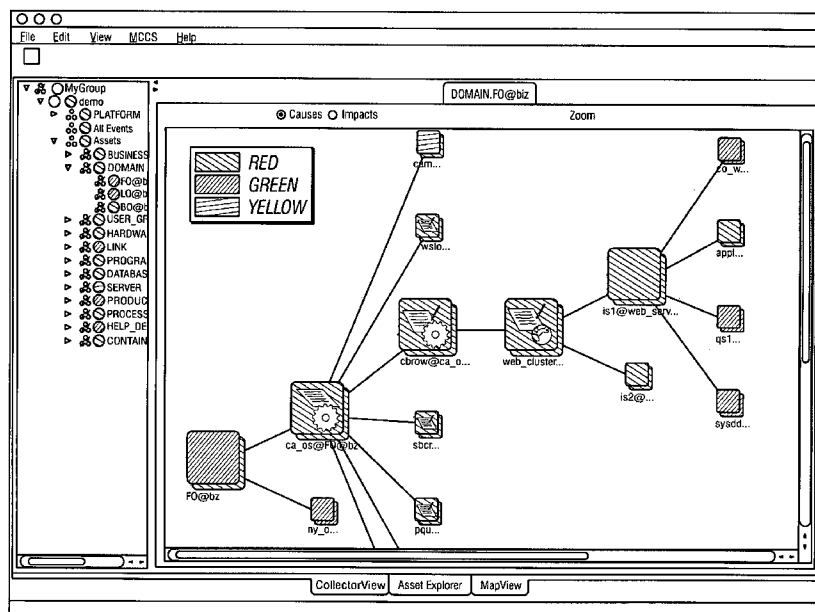 File Edit View MCCS Help
MyGroup
demo
PLATFORM
All Events
Assets
BUSINESS
DOMAIN
FO@b
LO@b
BO@b
USER_GF
HARDWA
LINK
PROGRA
DATABAS
SERVER
PRODUC
PROCESS
HELP_DE
CONTAIN
DOMAIN.FO@biz
Causes Impacts Zoom
RED
GREEN
YELLOW
cam...
co_w...
wslo...
appl...
is1@web_serv...
cbrow@ca_o...
web_cluster...
qs1...
is2@...
ca_os@FO@bz
sbcr...
sysdd...
FO@bz
ny_o...
pqu...
CollectorView Asset Explorer MapView